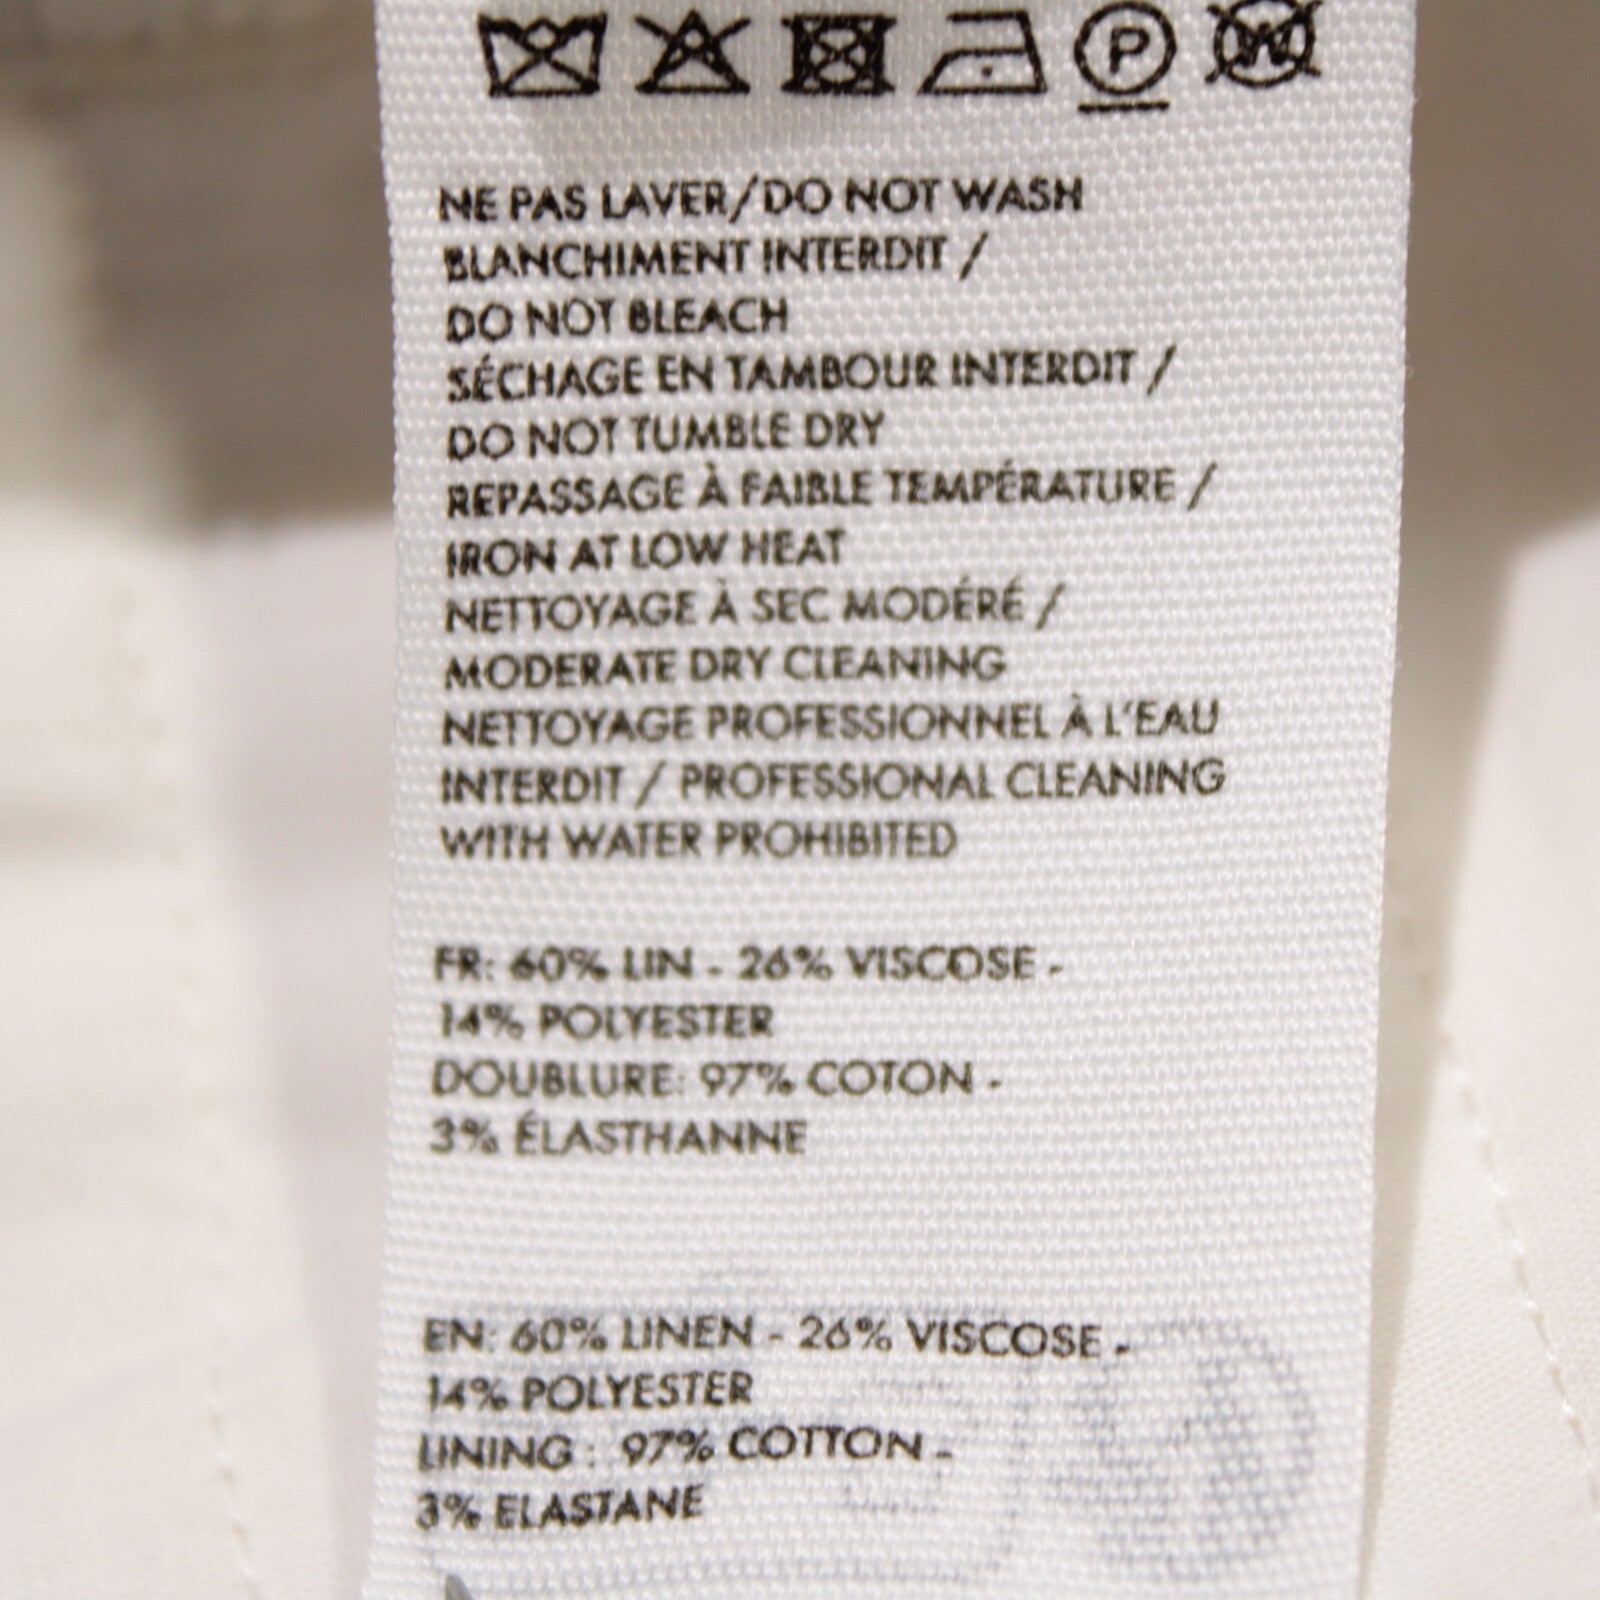 P
W
NE PAS LAVER/DO NOT WASH
BLANCHIMENT INTERDIT /
DO NOT BLEACH
SÉCHAGE EN TAMBOUR INTERDIT /
DO NOT TUMBLE DRY
REPASSAGE À FAIBLE TEMPÉRATURE /
IRON AT LOW HEAT
NETTOYAGE À SEC MODÉRÉ /
MODERATE DRY CLEANING
NETTOYAGE PROFESSIONNEL À L'EAU
INTERDIT / PROFESSIONAL CLEANING
WITH WATER PROHIBITED
FR: 60% LIN - 26% VISCOSE -
14% POLYESTER
DOUBLURE: 97% COTON -
3% ÉLASTHANNE
EN: 60% LINEN - 26% VISCOSE -
14% POLYESTER
LINING : 97% COTTON -
3% ELASTANE